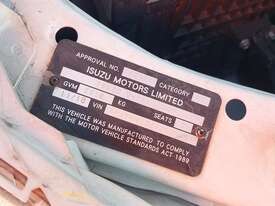 APPROVAL NO. CATEGORY
ISUZU MOTORS LIMITED
GVM KG
VIN SEATS
THIS VEHICLE WAS MANUFACTURED TO COMPLY
WITH THE MOTOR VEHICLE STANDARDS ACT 1989